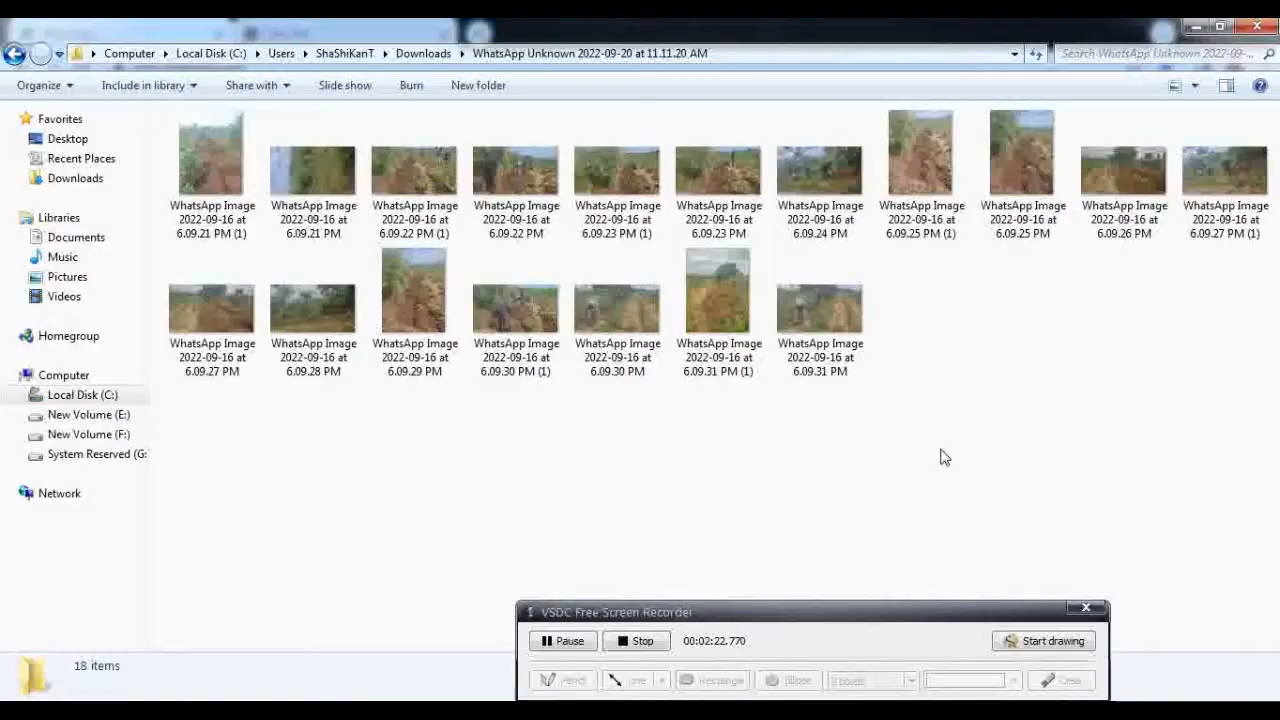 Computer Local Disk (C:) Users ShaShiKanT Downloads WhatsApp Unknown 2022-09-20 at 11.11.20 AM
Search WhatsApp Unknown 2022-09-...
Organize Include in library Share with Slide show Burn New folder
Favorites
Desktop
Recent Places
Downloads
Libraries
Documents
Music
Pictures
Videos
Homegroup
Computer
Local Disk (C:)
New Volume (E:)
New Volume (F:)
System Reserved (G:
Network
WhatsApp Image
2022-09-16 at
6.09.21 PM (1)
WhatsApp Image
2022-09-16 at
6.09.21 PM
WhatsApp Image
2022-09-16 at
6.09.22 PM (1)
WhatsApp Image
2022-09-16 at
6.09.22 PM
WhatsApp Image
2022-09-16 at
6.09.23 PM (1)
WhatsApp Image
2022-09-16 at
6.09.23 PM
WhatsApp Image
2022-09-16 at
6.09.24 PM
WhatsApp Image
2022-09-16 at
6.09.25 PM (1)
WhatsApp Image
2022-09-16 at
6.09.25 PM
WhatsApp Image
2022-09-16 at
6.09.26 PM
WhatsApp Image
2022-09-16 at
6.09.27 PM (1)
WhatsApp Image
2022-09-16 at
6.09.27 PM
WhatsApp Image
2022-09-16 at
6.09.28 PM
WhatsApp Image
2022-09-16 at
6.09.29 PM
WhatsApp Image
2022-09-16 at
6.09.30 PM (1)
WhatsApp Image
2022-09-16 at
6.09.30 PM
WhatsApp Image
2022-09-16 at
6.09.31 PM (1)
WhatsApp Image
2022-09-16 at
6.09.31 PM
18 items
VSDC Free Screen Recorder
Pause Stop 00:02:22.770 Start drawing
Rectangle Ellipse